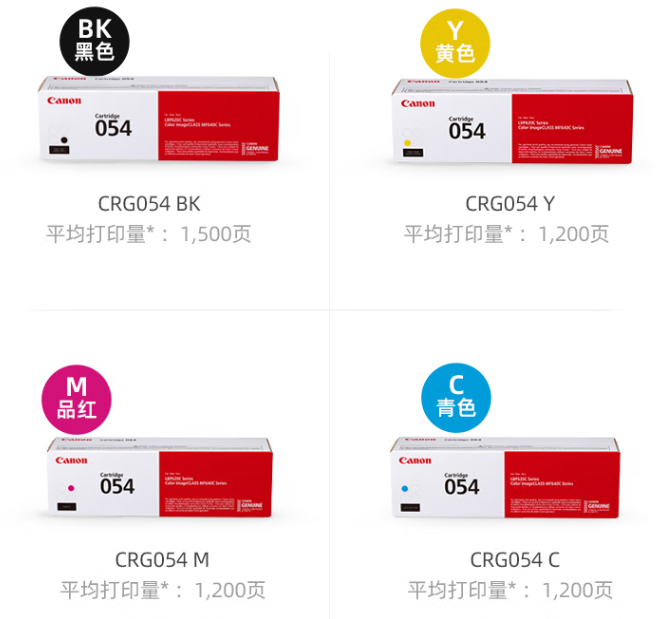 BK
黑色
Canon
Cartridge
054
LBP620C Series
Color imageCLASS MF640C Series
CANON
GENUINE
CRG054 BK
平均打印量* : 1,500页
Y
黄色
Canon
Cartridge
054
LBP620C Series
Color imageCLASS MF640C Series
CANON
GENUINE
CRG054 Y
平均打印量* : 1,200页
M
品红
Canon
Cartridge
054
LBP620C Series
Color imageCLASS MF640C Series
CANON
GENUINE
CRG054 M
平均打印量* : 1,200页
C
青色
Canon
Cartridge
054
LBP620C Series
Color imageCLASS MF640C Series
CANON
GENUINE
CRG054 C
平均打印量* : 1,200页